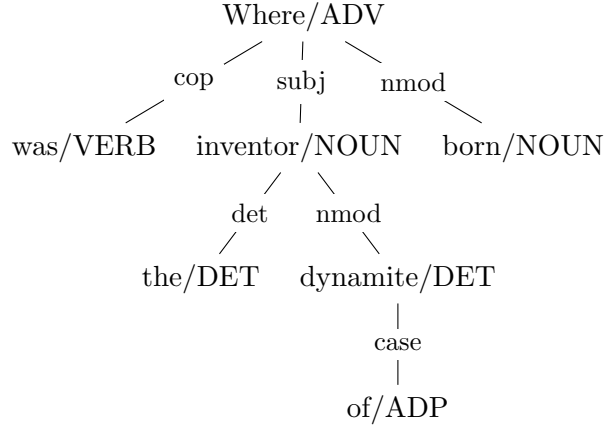 Where/ADV
cop subj nmod
was/VERB inventor/NOUN born/NOUN
det nmod
the/DET dynamite/DET
case
of/ADP